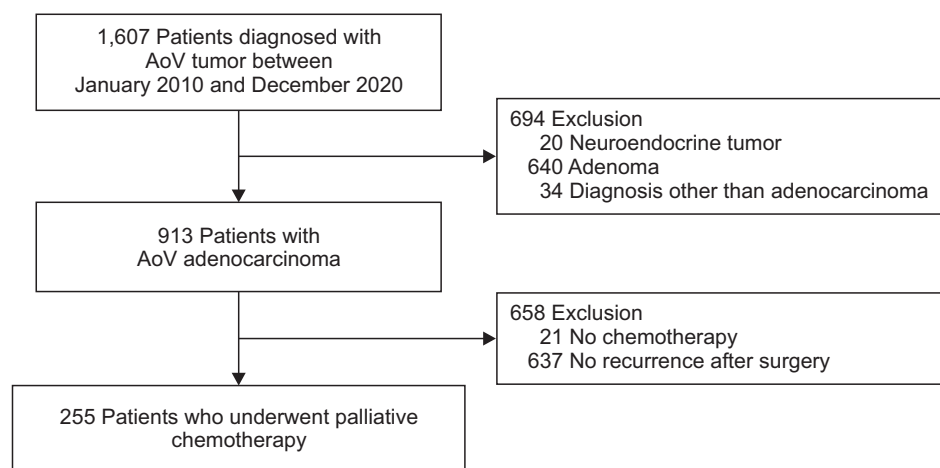 1,607 Patients diagnosed with
AoV tumor between
January 2010 and December 2020
694 Exclusion
20 Neuroendocrine tumor
640 Adenoma
34 Diagnosis other than adenocarcinoma
913 Patients with
AoV adenocarcinoma
658 Exclusion
21 No chemotherapy
637 No recurrence after surgery
255 Patients who underwent palliative
chemotherapy